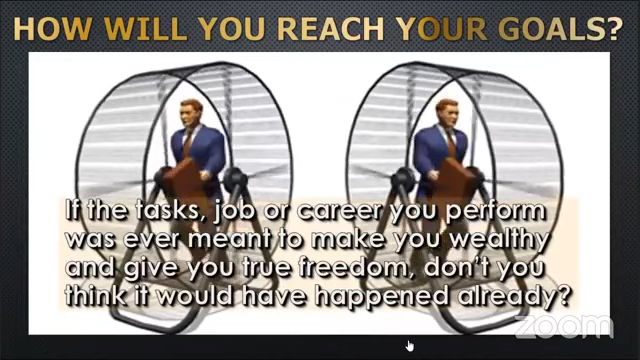 HOW WILL YOU REACH YOUR GOALS?
If the tasks, job or career you perform
was ever meant to make you wealthy
and give you true freedom, don't you
think it would have happened already?
zoom